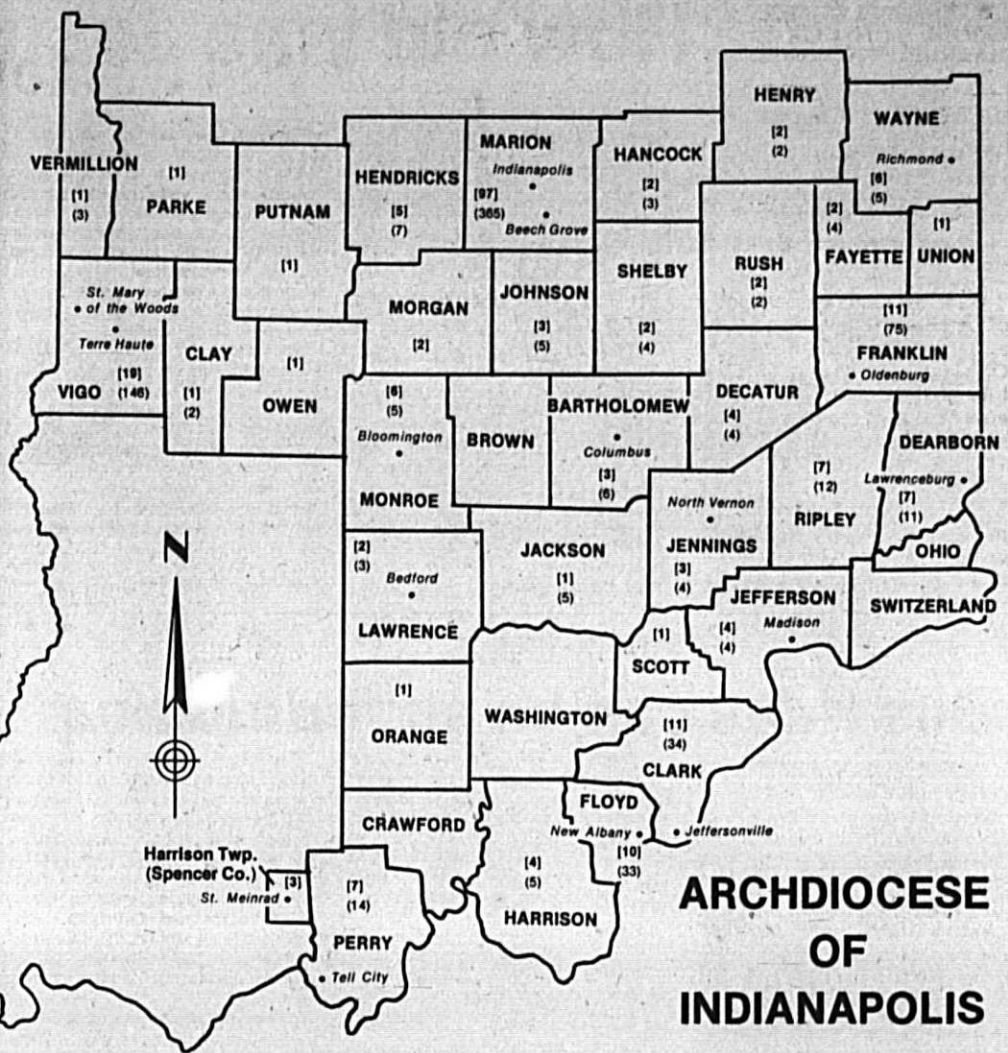 HENRY
[2]
(2)
WAYNE
Richmond
[6]
(5)
MARION
Indianapolis
[97]
(365)
Beech Grove
HANCOCK
[2]
(3)
VERMILLION
[1]
(3)
[1]
PARKE
PUTNAM
[1]
HENDRICKS
[5]
(7)
[2]
(4)
FAYETTE
[1]
UNION
SHELBY
[2]
(4)
RUSH
[2]
(2)
MORGAN
[2]
JOHNSON
[3]
(5)
St. Mary
of the Woods
Terre Haute
[19]
VIGO (146)
CLAY
[1]
(2)
[1]
OWEN
[11]
(75)
FRANKLIN
Oldenburg
[6]
(5)
Bloomington
MONROE
BROWN
BARTHOLOMEW
Columbus
[3]
(6)
DECATUR
[4]
(4)
DEARBORN
Lawrenceburg
[7]
(11)
[7]
(12)
RIPLEY
North Vernon
JENNINGS
[3]
(4)
OHIO
N
[2]
(3)
Bedford
LAWRENCE
JACKSON
[1]
(5)
JEFFERSON
[4]
(4)
Madison
SWITZERLAND
[1]
SCOTT
[1]
ORANGE
WASHINGTON
[11]
(34)
CLARK
CRAWFORD
FLOYD
New Albany
Jeffersonville
[10]
(33)
Harrison Twp.
(Spencer Co.)
[3]
St. Meinrad
[7]
(14)
PERRY
Tell City
[4]
(5)
HARRISON
ARCHDIOCESE
OF
INDIANAPOLIS